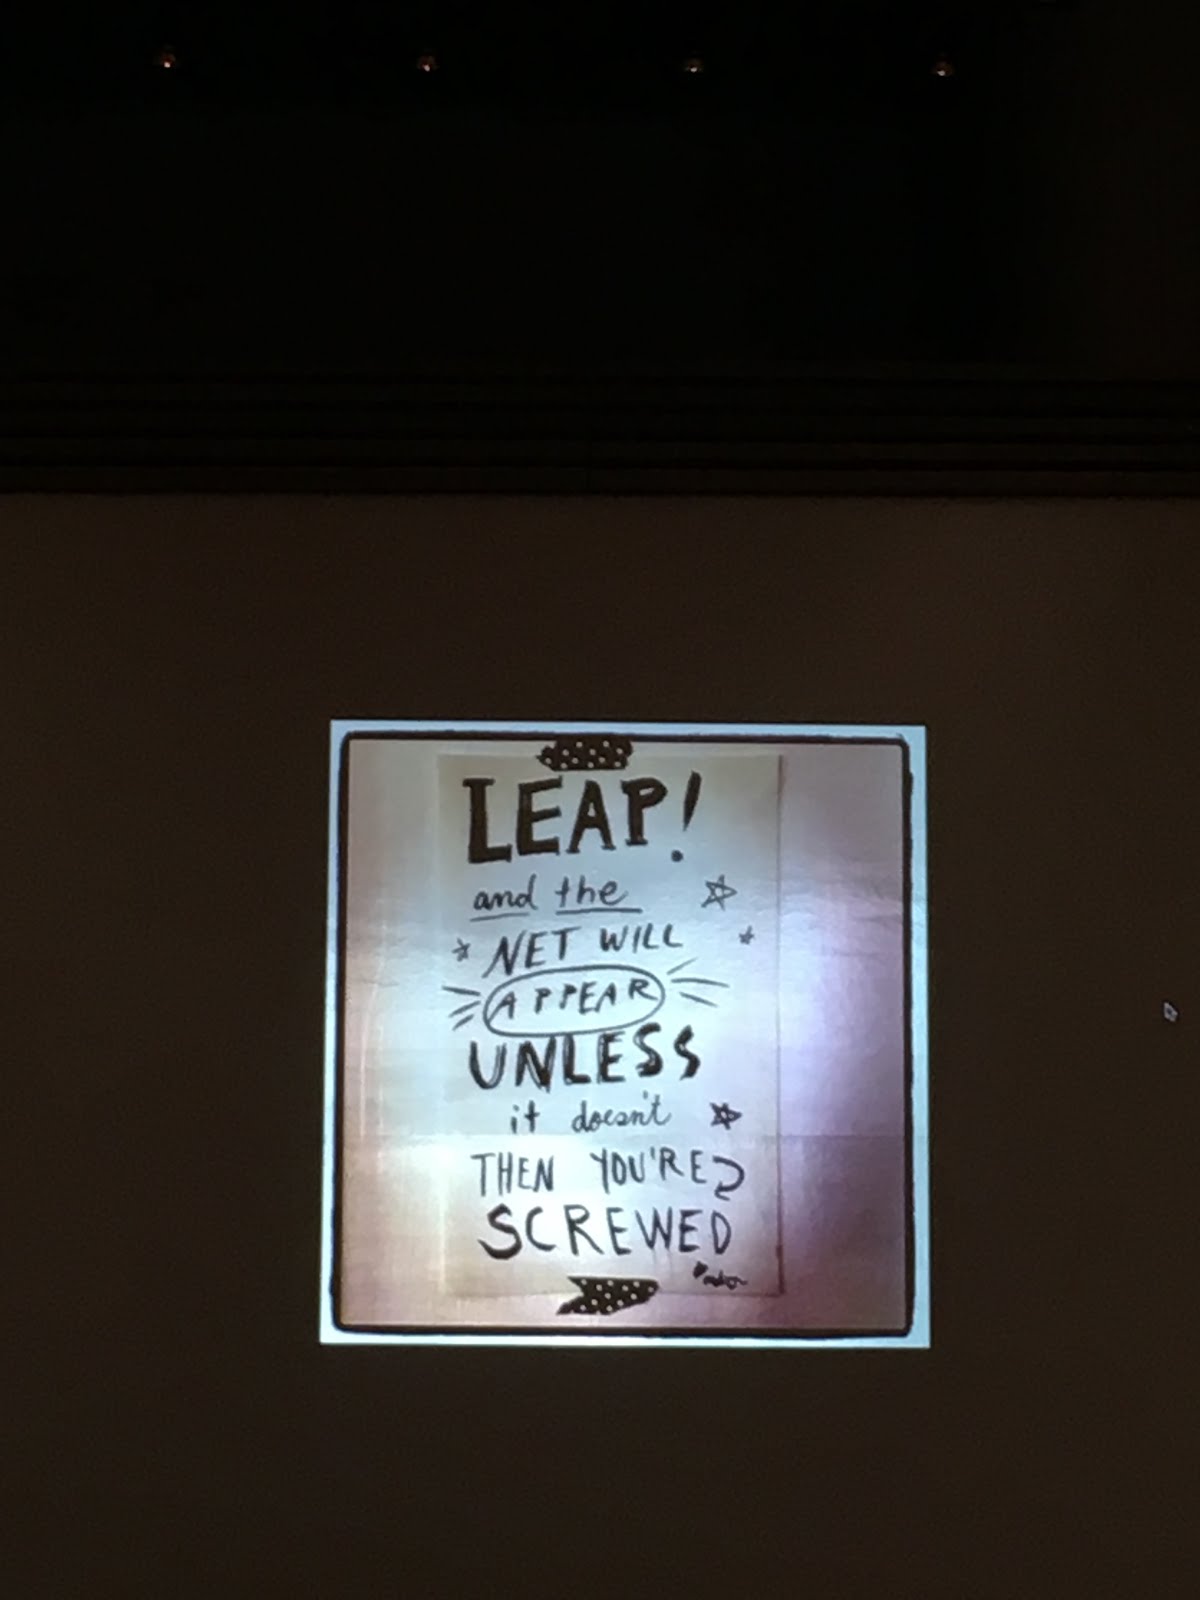 LEAP!
and the
NET WILL
APPEAR
UNLESS
it doesn't
THEN YOU'RE
SCREWED